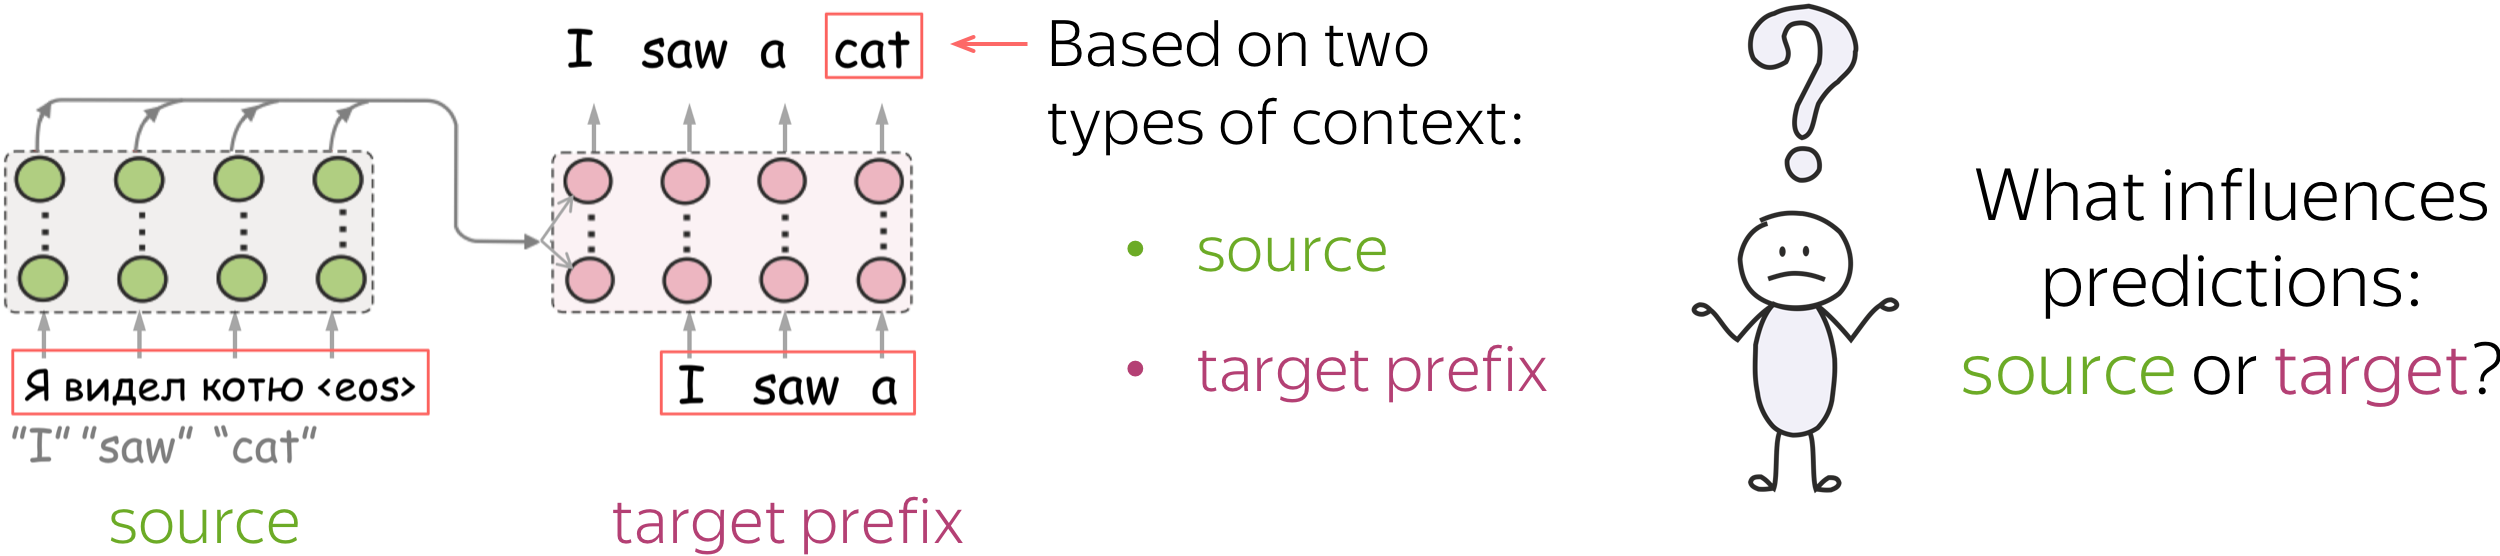 I saw a cat
Based on two
types of context:
• source
• target prefix
Я видел котю <eos>
"I" "saw" "cat"
source
I saw a
target prefix
What influences
predictions:
source or target?
?